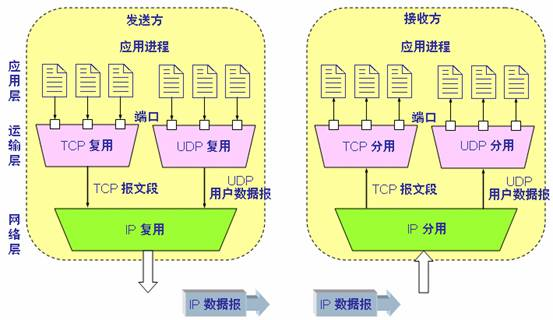 发送方
应用进程
应用层
端口
运输层
TCP 复用
UDP 复用
TCP 报文段
UDP
用户数据报
网络层
IP 复用
IP 数据报
接收方
应用进程
端口
TCP 分用
UDP 分用
TCP 报文段
UDP
用户数据报
IP 分用
IP 数据报